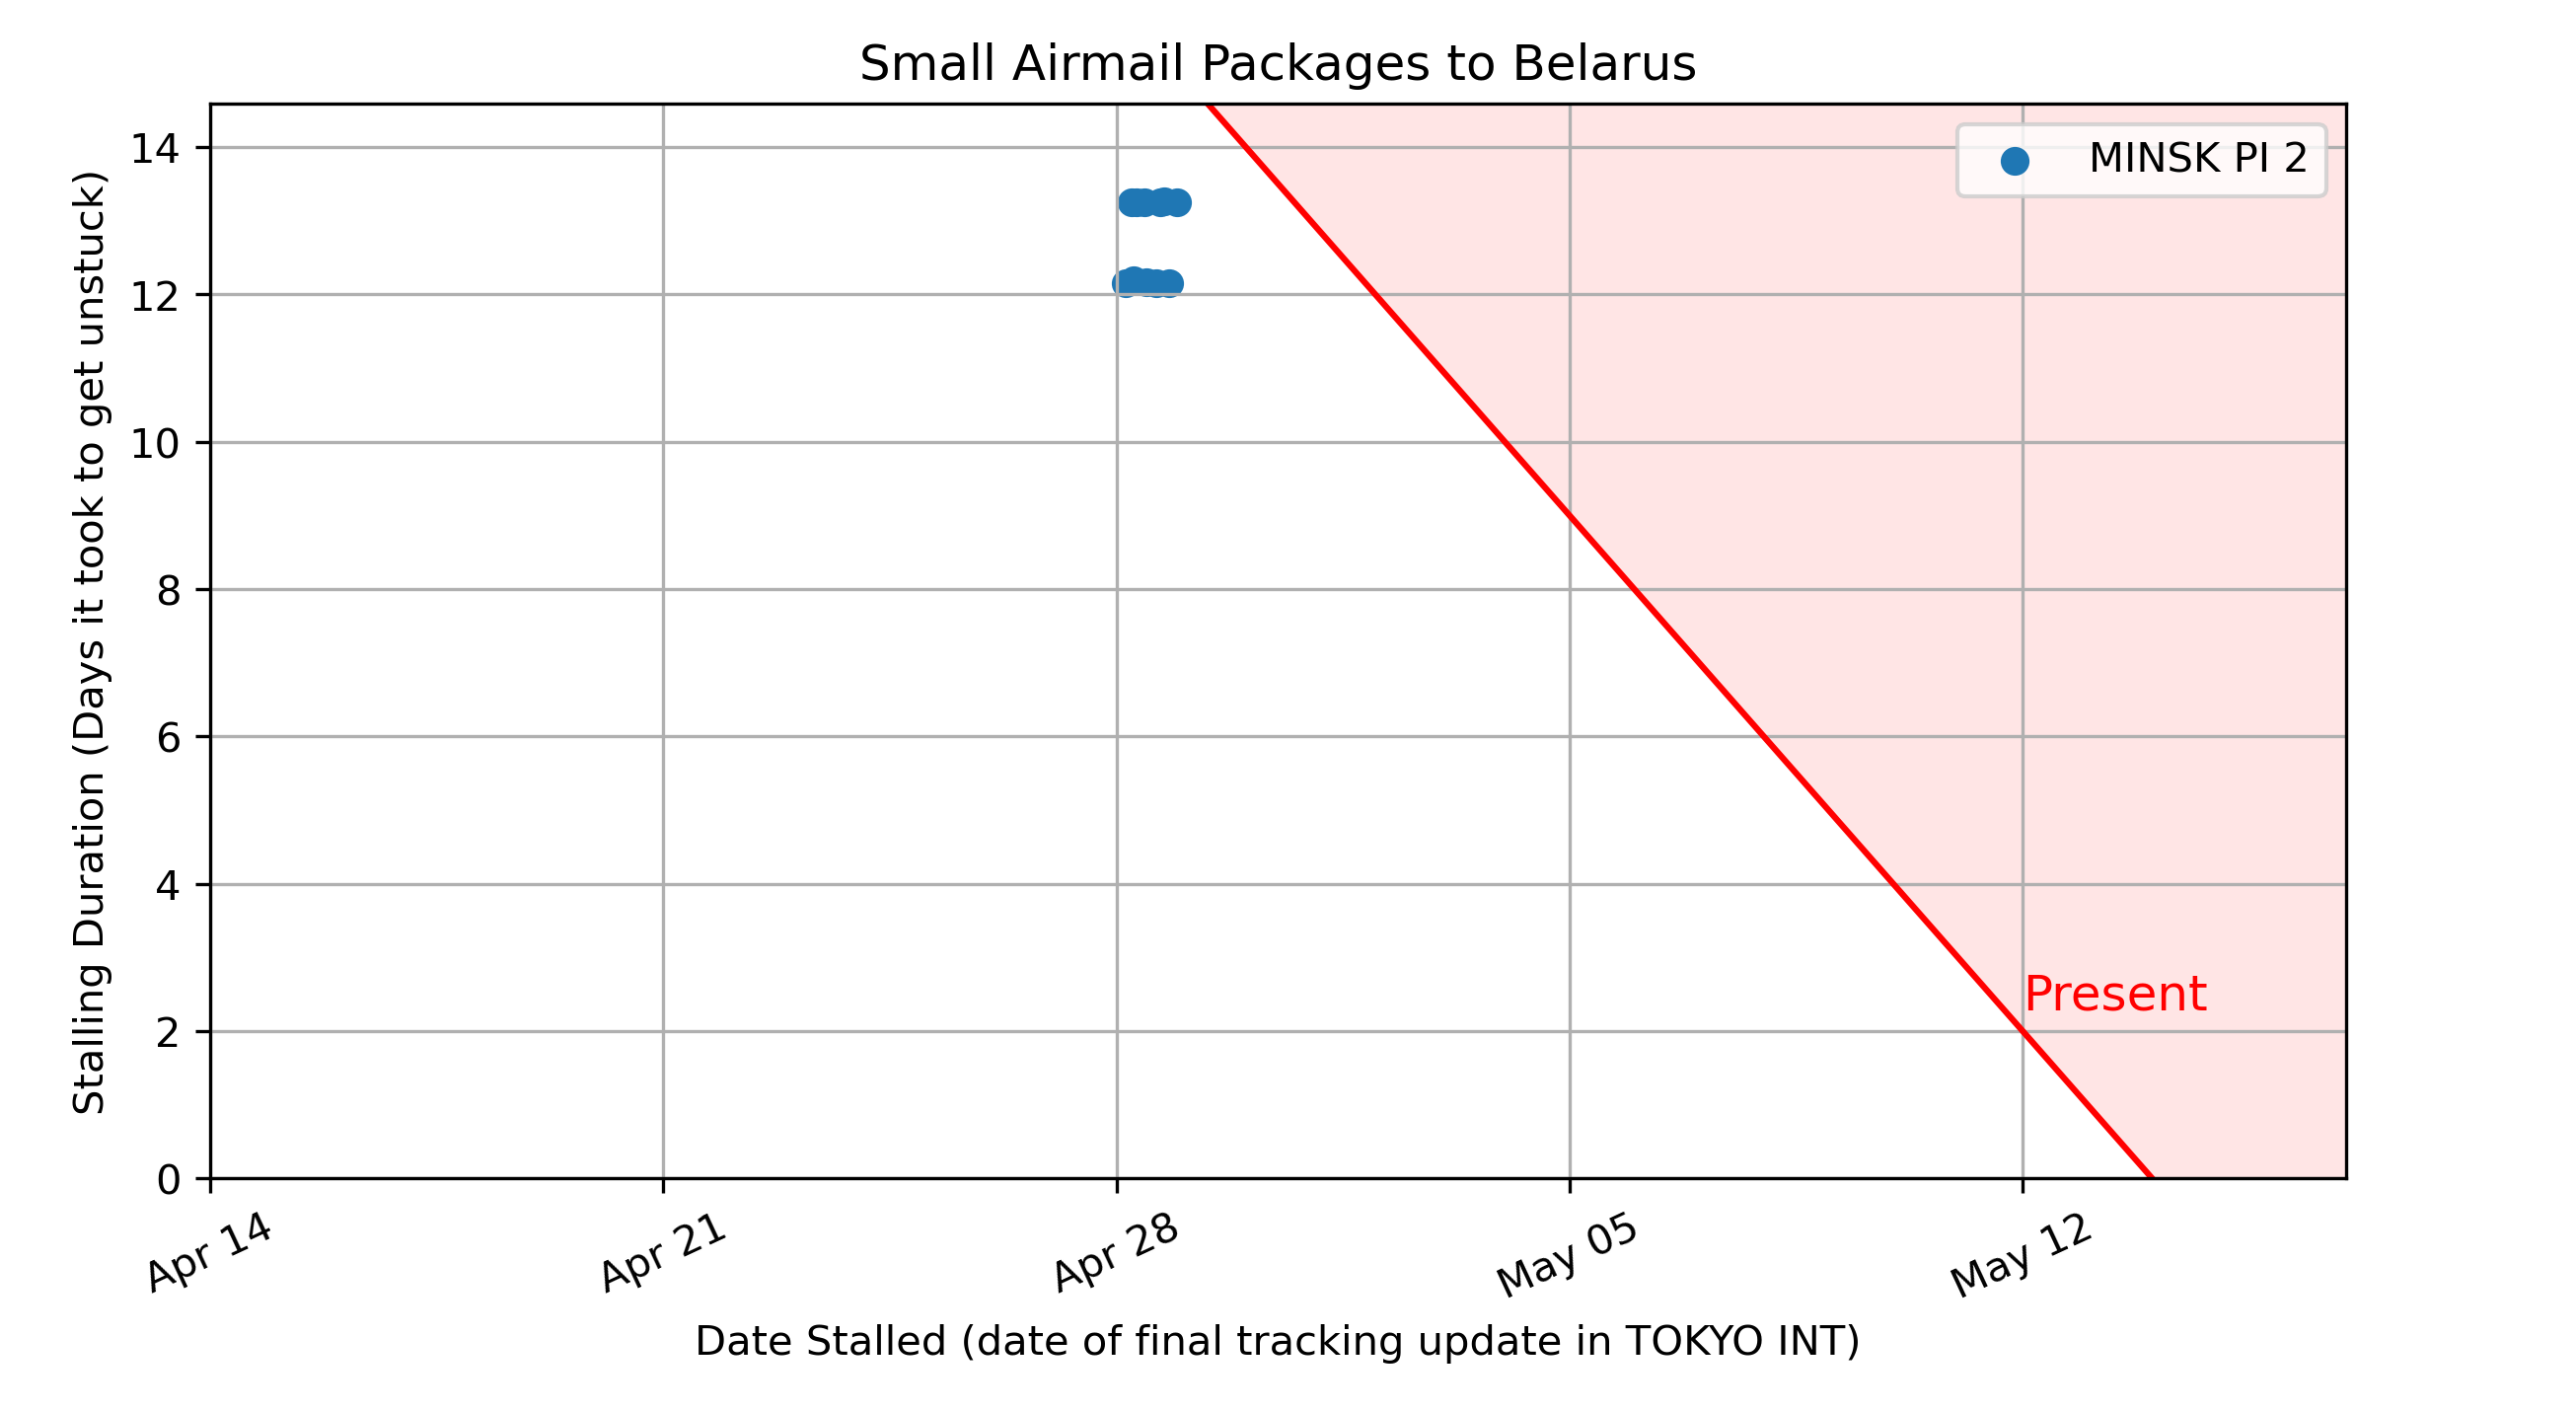 Small Airmail Packages to Belarus
MINSK PI 2
Stalling Duration (Days it took to get unstuck)
14
12
10
8
6
4
2
0
Present
Apr 14
Apr 21
Apr 28
May 05
May 12
Date Stalled (date of final tracking update in TOKYO INT)